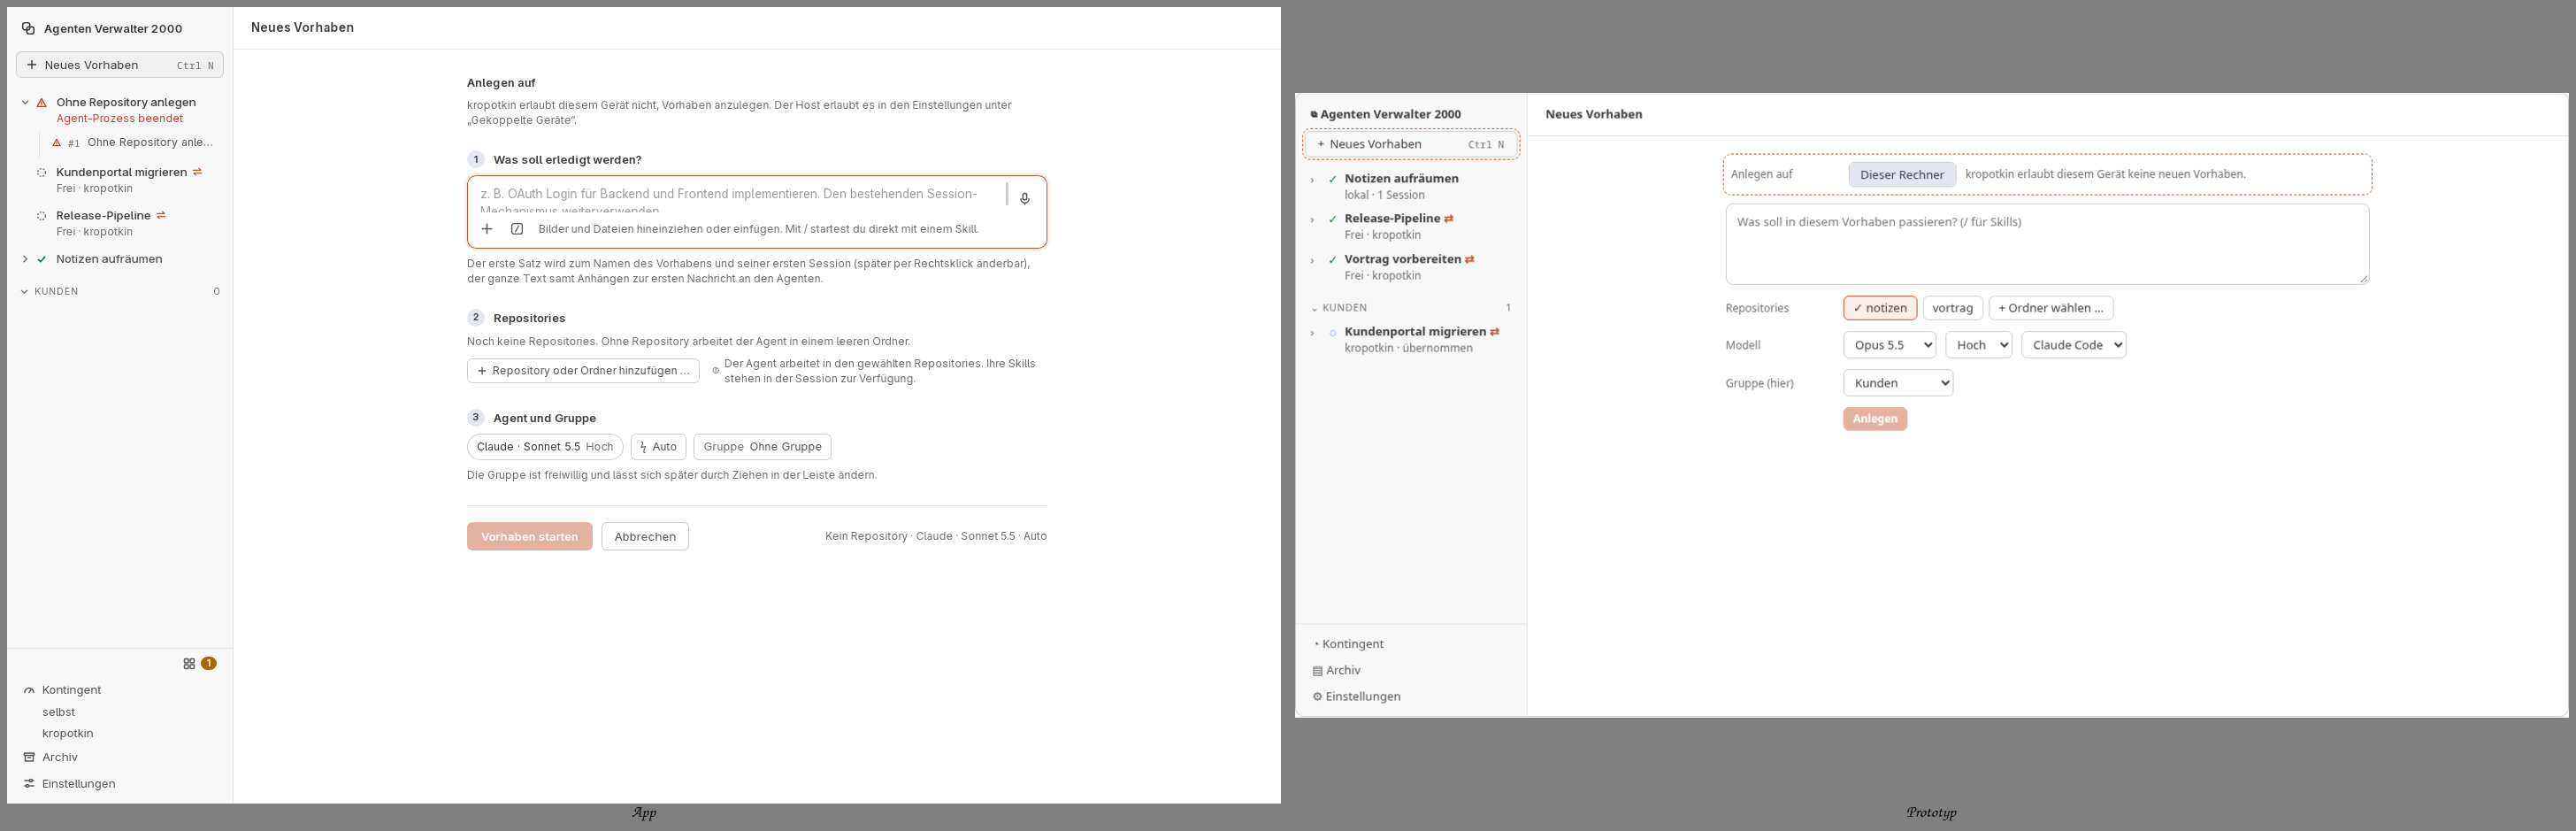 Agenten Verwalter 2000
Neues Vorhaben Ctrl N
Ohne Repository anlegen
Agent-Prozess beendet
#1 Ohne Repository anle…
Kundenportal migrieren
Frei · kropotkin
Release-Pipeline
Frei · kropotkin
Notizen aufräumen
KUNDEN 0
1
Kontingent
selbst
kropotkin
Archiv
Einstellungen
Neues Vorhaben
Anlegen auf
kropotkin erlaubt diesem Gerät nicht, Vorhaben anzulegen. Der Host erlaubt es in den Einstellungen unter
„Gekoppelte Geräte“.
1 Was soll erledigt werden?
z. B. OAuth Login für Backend und Frontend implementieren. Den bestehenden Session-
Mechanismus weiterverwenden
Bilder und Dateien hineinziehen oder einfügen. Mit / startest du direkt mit einem Skill.
Der erste Satz wird zum Namen des Vorhabens und seiner ersten Session (später per Rechtsklick änderbar),
der ganze Text samt Anhängen zur ersten Nachricht an den Agenten.
2 Repositories
Noch keine Repositories. Ohne Repository arbeitet der Agent in einem leeren Ordner.
+ Repository oder Ordner hinzufügen …
Der Agent arbeitet in den gewählten Repositories. Ihre Skills
stehen in der Session zur Verfügung.
3 Agent und Gruppe
Claude · Sonnet 5.5 Hoch Auto Gruppe Ohne Gruppe
Die Gruppe ist freiwillig und lässt sich später durch Ziehen in der Leiste ändern.
Vorhaben starten Abbrechen Kein Repository · Claude · Sonnet 5.5 · Auto
App
Agenten Verwalter 2000
+ Neues Vorhaben Ctrl N
Notizen aufräumen
lokal · 1 Session
Release-Pipeline
Frei · kropotkin
Vortrag vorbereiten
Frei · kropotkin
KUNDEN 1
Kundenportal migrieren
kropotkin · übernommen
Kontingent
Archiv
Einstellungen
Neues Vorhaben
Anlegen auf Dieser Rechner kropotkin erlaubt diesem Gerät keine neuen Vorhaben.
Was soll in diesem Vorhaben passieren? (/ für Skills)
Repositories ✓ notizen vortrag + Ordner wählen …
Modell Opus 5.5 Hoch Claude Code
Gruppe (hier) Kunden
Anlegen
Prototyp